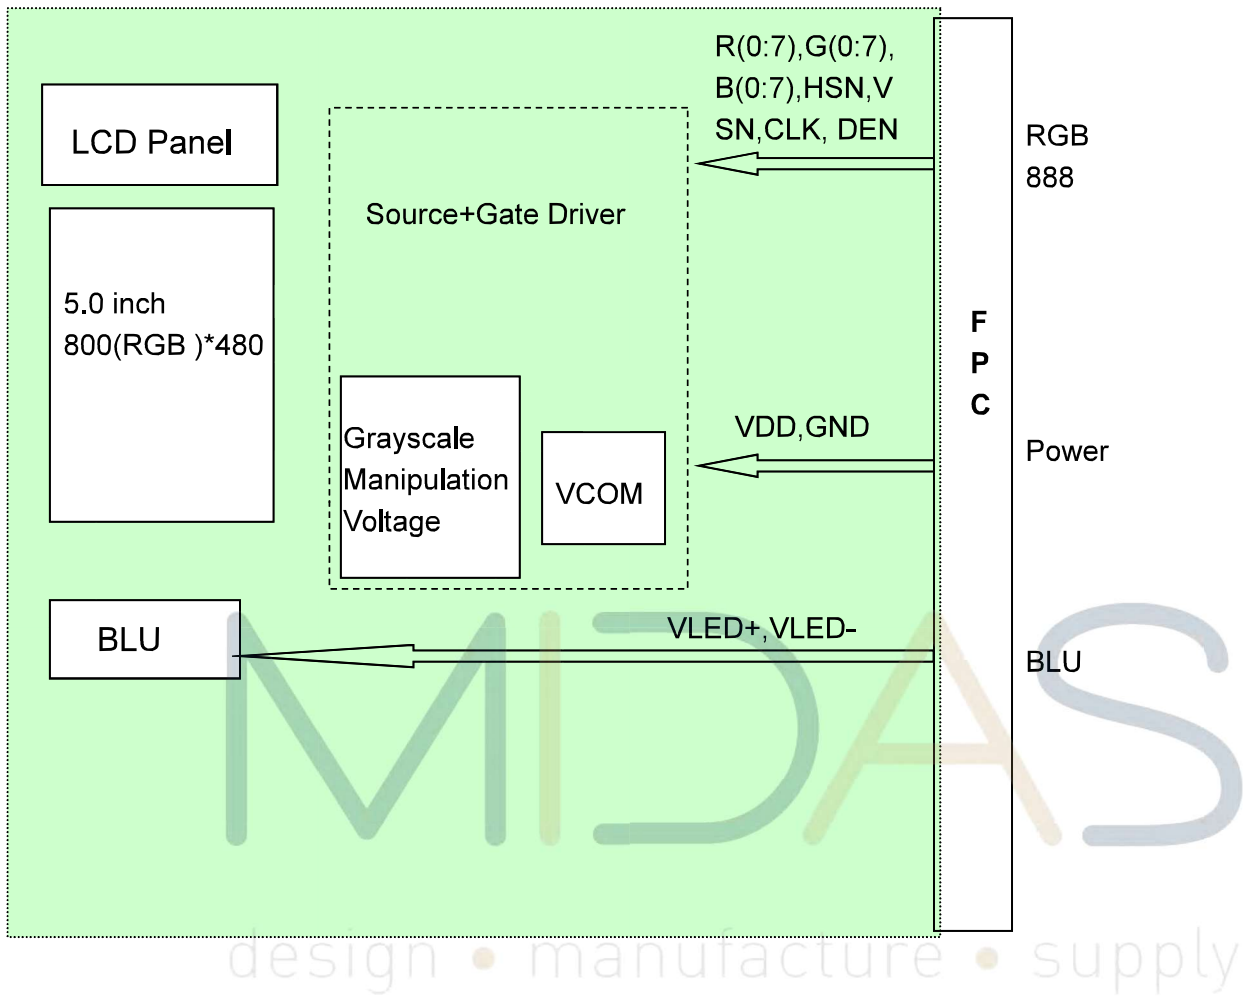 R(0:7),G(0:7),
B(0:7),HSN,V
SN,CLK, DEN
LCD Panel
RGB
888
Source+Gate Driver
5.0 inch
800(RGB )*480
F
P
C
Grayscale
Manipulation
Voltage
VCOM
VDD,GND
Power
BLU
VLED+,VLED-
BLU
MIDAS
design • manufacture • supply